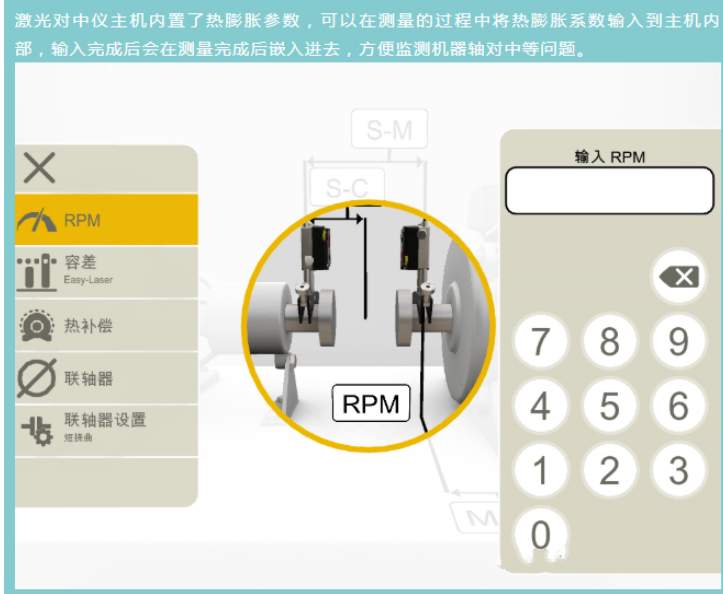 激光对中仪主机内置了热膨胀参数，可以在测量的过程中将热膨胀系数输入到主机内
部，输入完成后会在测量完成后嵌入进去，方便监测机器轴对中等问题。
S-M
S-C
RPM
容差
Easy-Laser
热补偿
联轴器
联轴器设置
短挠曲
RPM
M
输入 RPM
7 8 9
4 5 6
1 2 3
0